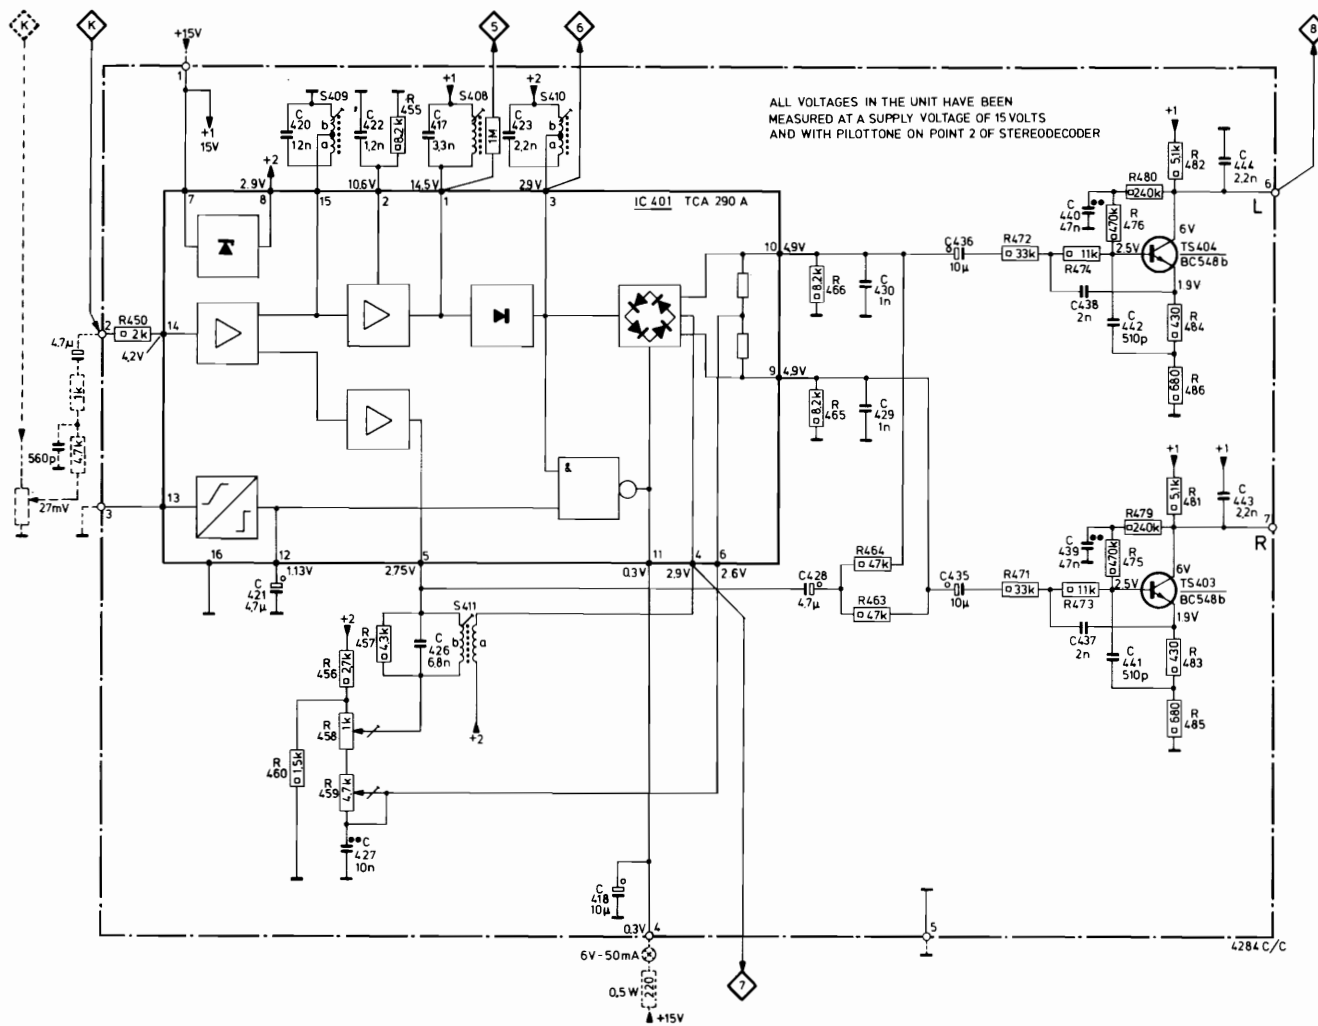 K
K
+15V
1
+1
15V
5
6
8
S409
C
420
12n
b
a
C
422
1,2n
R
455
8,2k
+1
S408
C
417
3,3n
1M
+2
S410
C
423
2,2n
b
a
ALL VOLTAGES IN THE UNIT HAVE BEEN
MEASURED AT A SUPPLY VOLTAGE OF 15 VOLTS
AND WITH PILOTTONE ON POINT 2 OF STEREODECODER
+2
2.9V
10.6V
14,5V
2,9V
7
8
15
2
1
3
IC 401 TCA 290 A
10
4,9V
8,2k
R
466
C
430
1n
9
4,9V
8,2k
R
465
C
429
1n
C436
10µ
R472
33k
11k
R474
C438
2n
C
442
510p
C
440
47n
470k
R
476
R480
240k
+1
5,1k
R
482
C
444
2,2n
6
L
6V
2.5V
TS404
BC548b
1.9V
430
R
484
680
R
486
2
R450
2k
14
4,2V
4.7µ
1k
4,7k
560p
27mV
3
13
16
12
1.13V
C
421
4,7µ
5
2.75V
11
0.3V
4
2,9V
6
2.6V
+1
5,1k
R
481
+1
C
443
2,2n
7
R
R479
240k
C
439
47n
470k
R
475
6V
2.5V
TS403
BC548b
1.9V
R464
47k
R463
47k
C428
4.7µ
C435
10µ
R471
33k
11k
R473
C437
2n
C
441
510p
430
R
483
680
R
485
+2
R
456
2,7k
R
457
4,3k
C
426
6,8n
S411
b
a
+2
R
458
1k
R
460
1,5k
R
459
4,7k
C
427
10n
C
418
10µ
0.3V
4
6V-50mA
0,5 W
220
+15V
7
5
4284 C/C